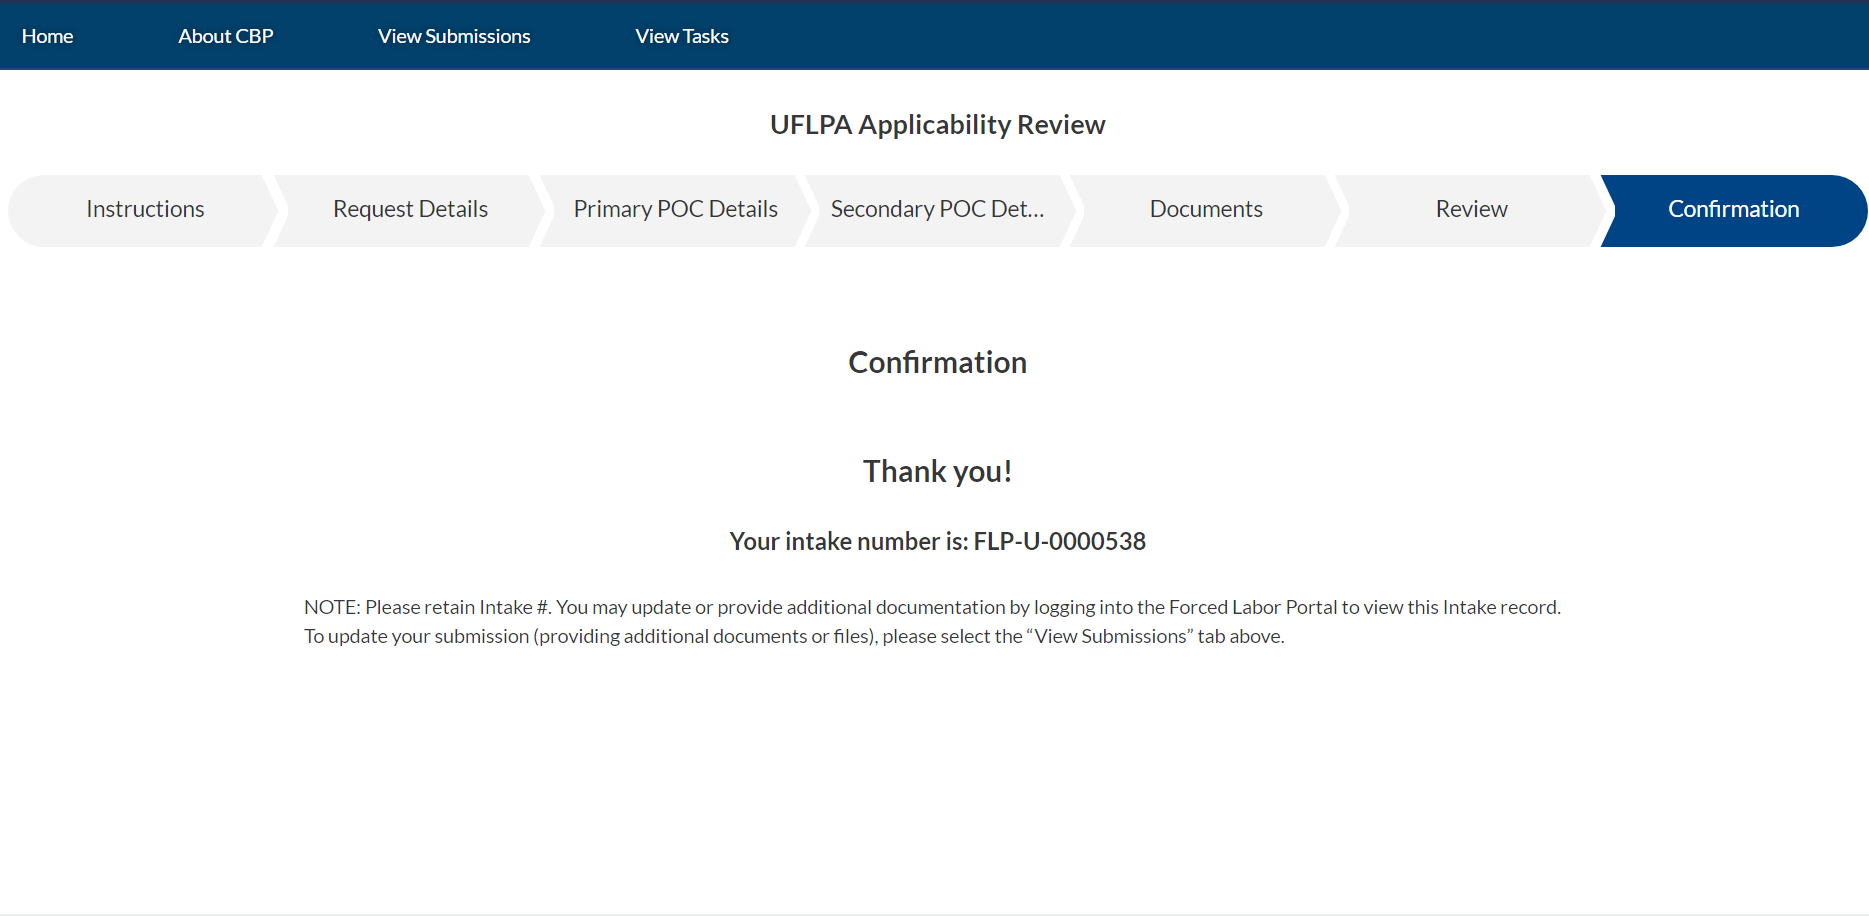 Home About CBP View Submissions View Tasks
UFLPA Applicability Review
Instructions Request Details Primary POC Details Secondary POC Det... Documents Review Confirmation
Confirmation
Thank you!
Your intake number is: FLP-U-0000538
NOTE: Please retain Intake #. You may update or provide additional documentation by logging into the Forced Labor Portal to view this Intake record.
To update your submission (providing additional documents or files), please select the “View Submissions” tab above.